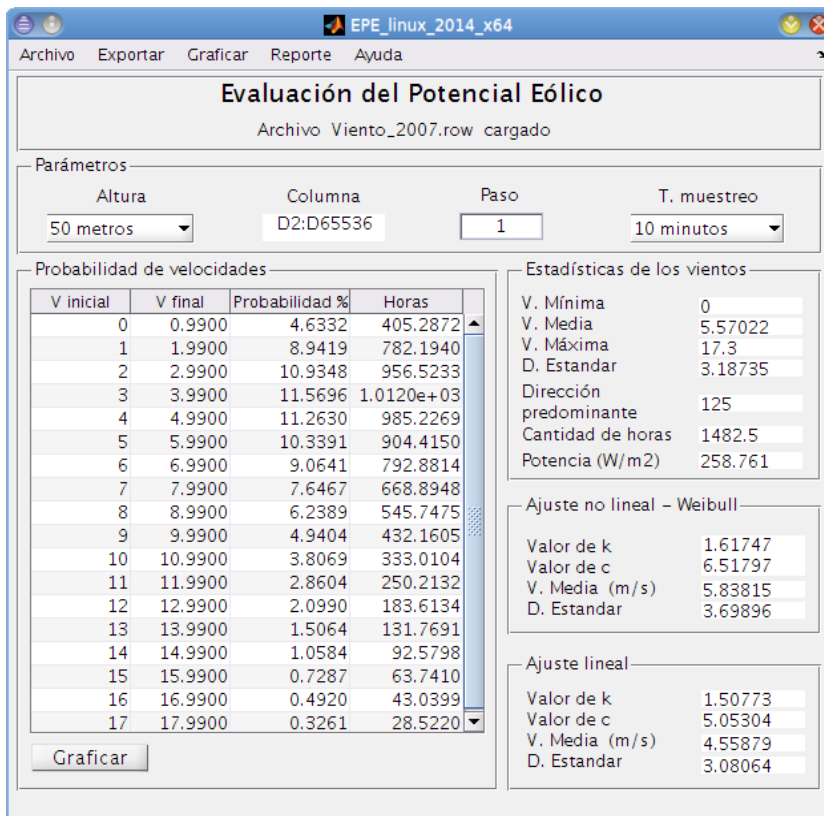 EPE_linux_2014_x64
Archivo Exportar Graficar Reporte Ayuda
Evaluación del Potencial Eólico
Archivo Viento_2007.row cargado
Parámetros
Altura Columna Paso T. muestreo
50 metros D2:D65536 1 10 minutos
Probabilidad de velocidades
V inicial V final Probabilidad % Horas
0 0.9900 4.6332 405.2872
1 1.9900 8.9419 782.1940
2 2.9900 10.9348 956.5233
3 3.9900 11.5696 1.0120e+03
4 4.9900 11.2630 985.2269
5 5.9900 10.3391 904.4150
6 6.9900 9.0641 792.8814
7 7.9900 7.6467 668.8948
8 8.9900 6.2389 545.7475
9 9.9900 4.9404 432.1605
10 10.9900 3.8069 333.0104
11 11.9900 2.8604 250.2132
12 12.9900 2.0990 183.6134
13 13.9900 1.5064 131.7691
14 14.9900 1.0584 92.5798
15 15.9900 0.7287 63.7410
16 16.9900 0.4920 43.0399
17 17.9900 0.3261 28.5220
Graficar
Estadísticas de los vientos
V. Mínima 0
V. Media 5.57022
V. Máxima 17.3
D. Estandar 3.18735
Dirección
predominante 125
Cantidad de horas 1482.5
Potencia (W/m2) 258.761
Ajuste no lineal - Weibull
Valor de k 1.61747
Valor de c 6.51797
V. Media (m/s) 5.83815
D. Estandar 3.69896
Ajuste lineal
Valor de k 1.50773
Valor de c 5.05304
V. Media (m/s) 4.55879
D. Estandar 3.08064